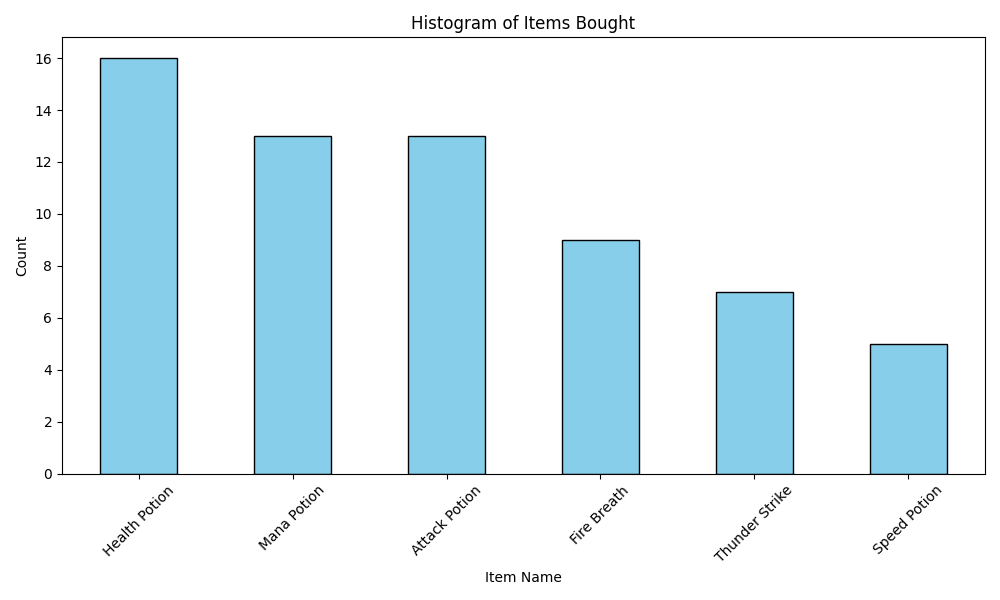 Histogram of Items Bought
16
14
12
10
8
6
4
2
0
Count
Health Potion
Mana Potion
Attack Potion
Fire Breath
Thunder Strike
Speed Potion
Item Name